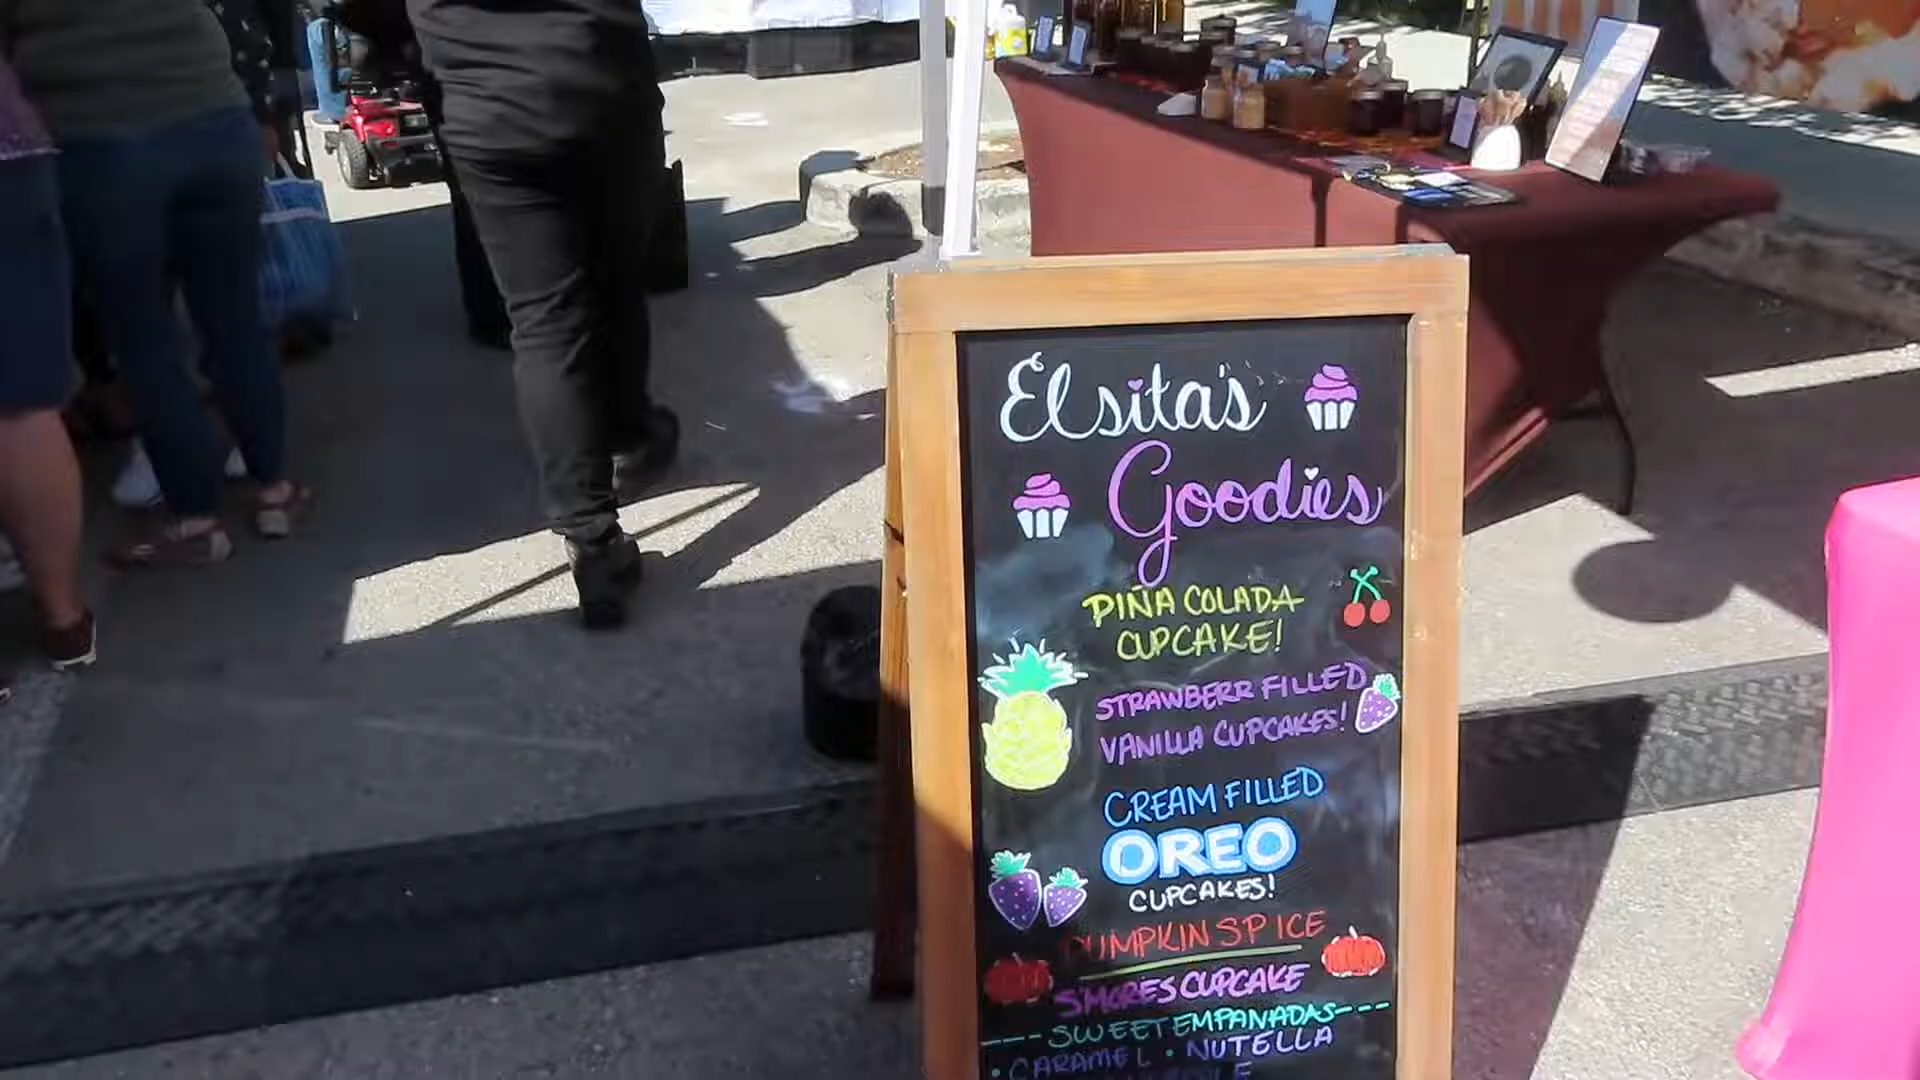 Elsita's
Goodies
PIÑA COLADA
CUPCAKE!
STRAWBERR FILLED
VANILLA CUPCAKES!
CREAM FILLED
OREO
CUPCAKES!
PUMPKIN SPICE
S'MORES CUPCAKE
---SWEET EMPANADAS---
• CARAMEL • NUTELLA